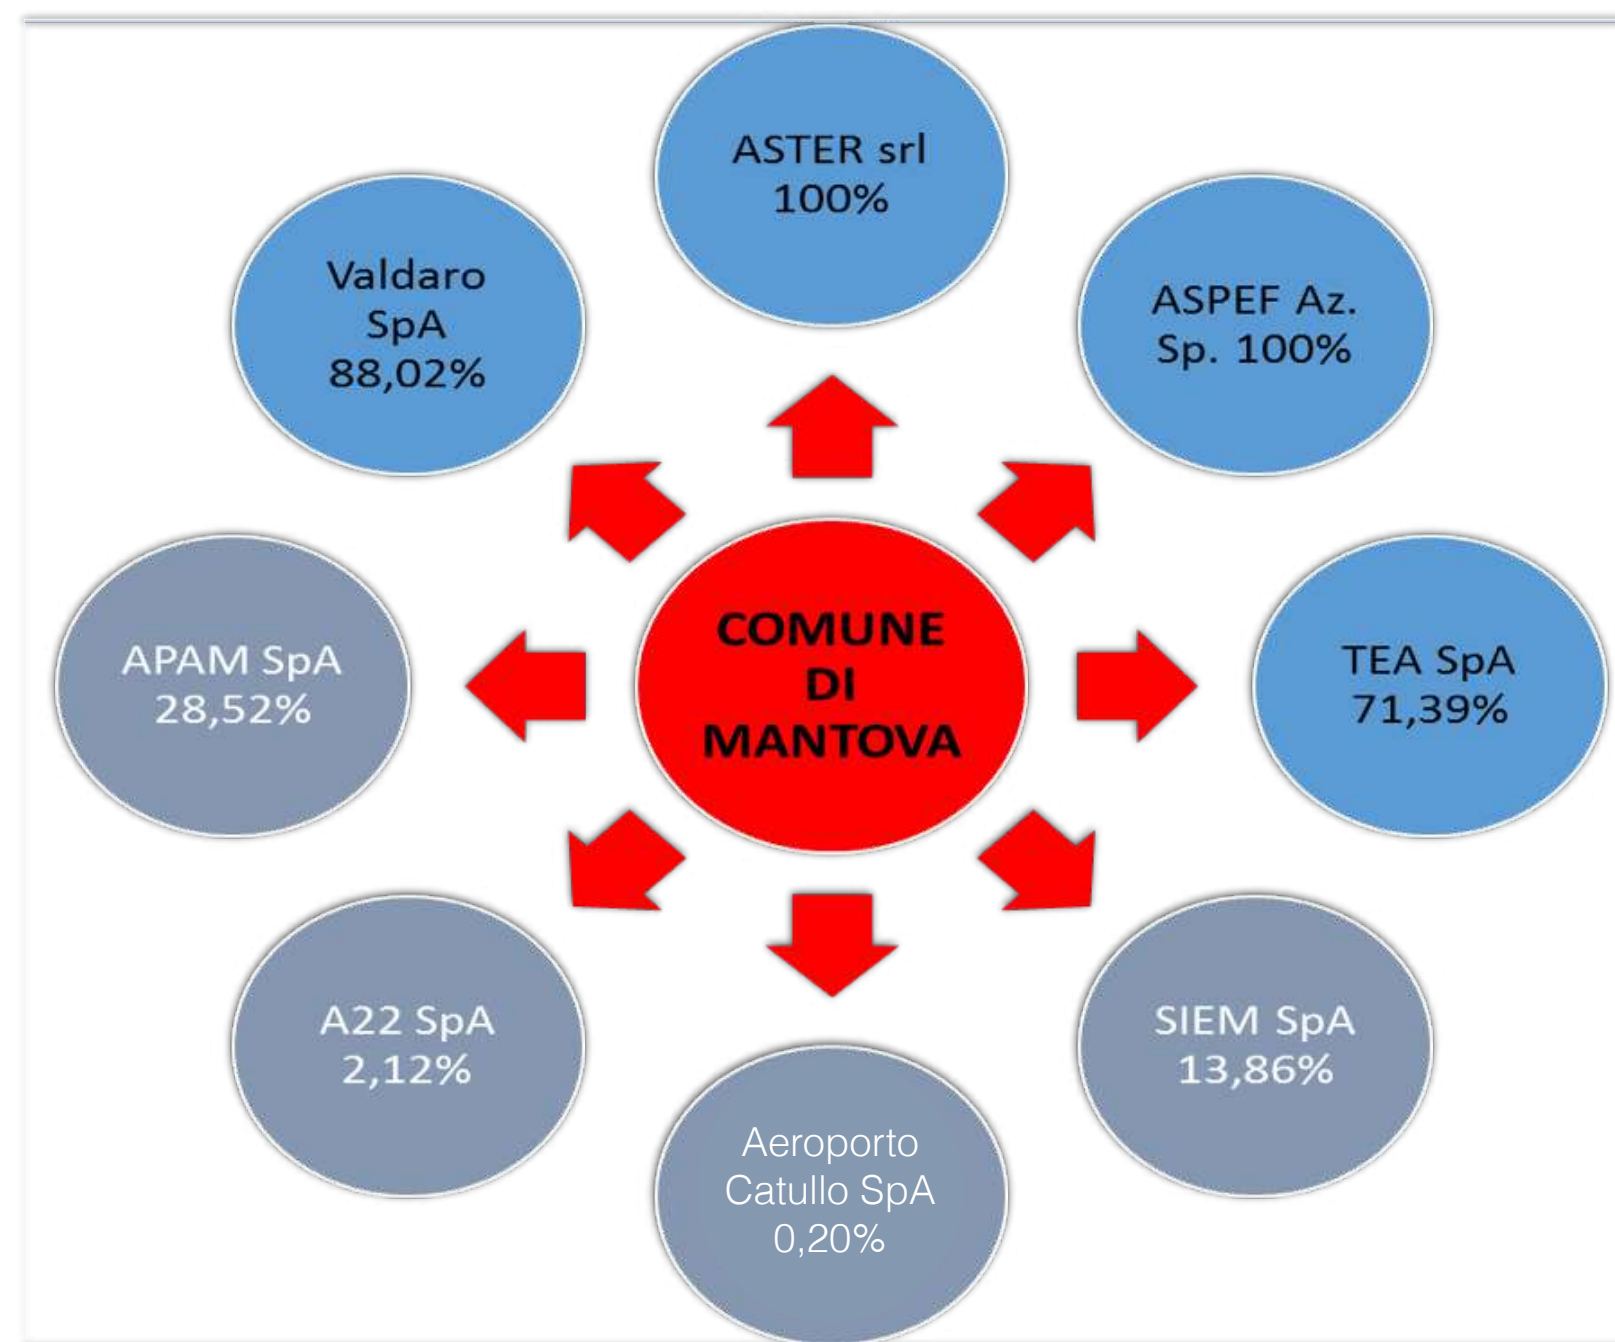 ASTER srl
100%
Valdaro
SpA
88,02%
ASPEF Az.
Sp. 100%
APAM SpA
28,52%
COMUNE
DI
MANTOVA
TEA SpA
71,39%
A22 SpA
2,12%
SIEM SpA
13,86%
Aeroporto
Catullo SpA
0,20%